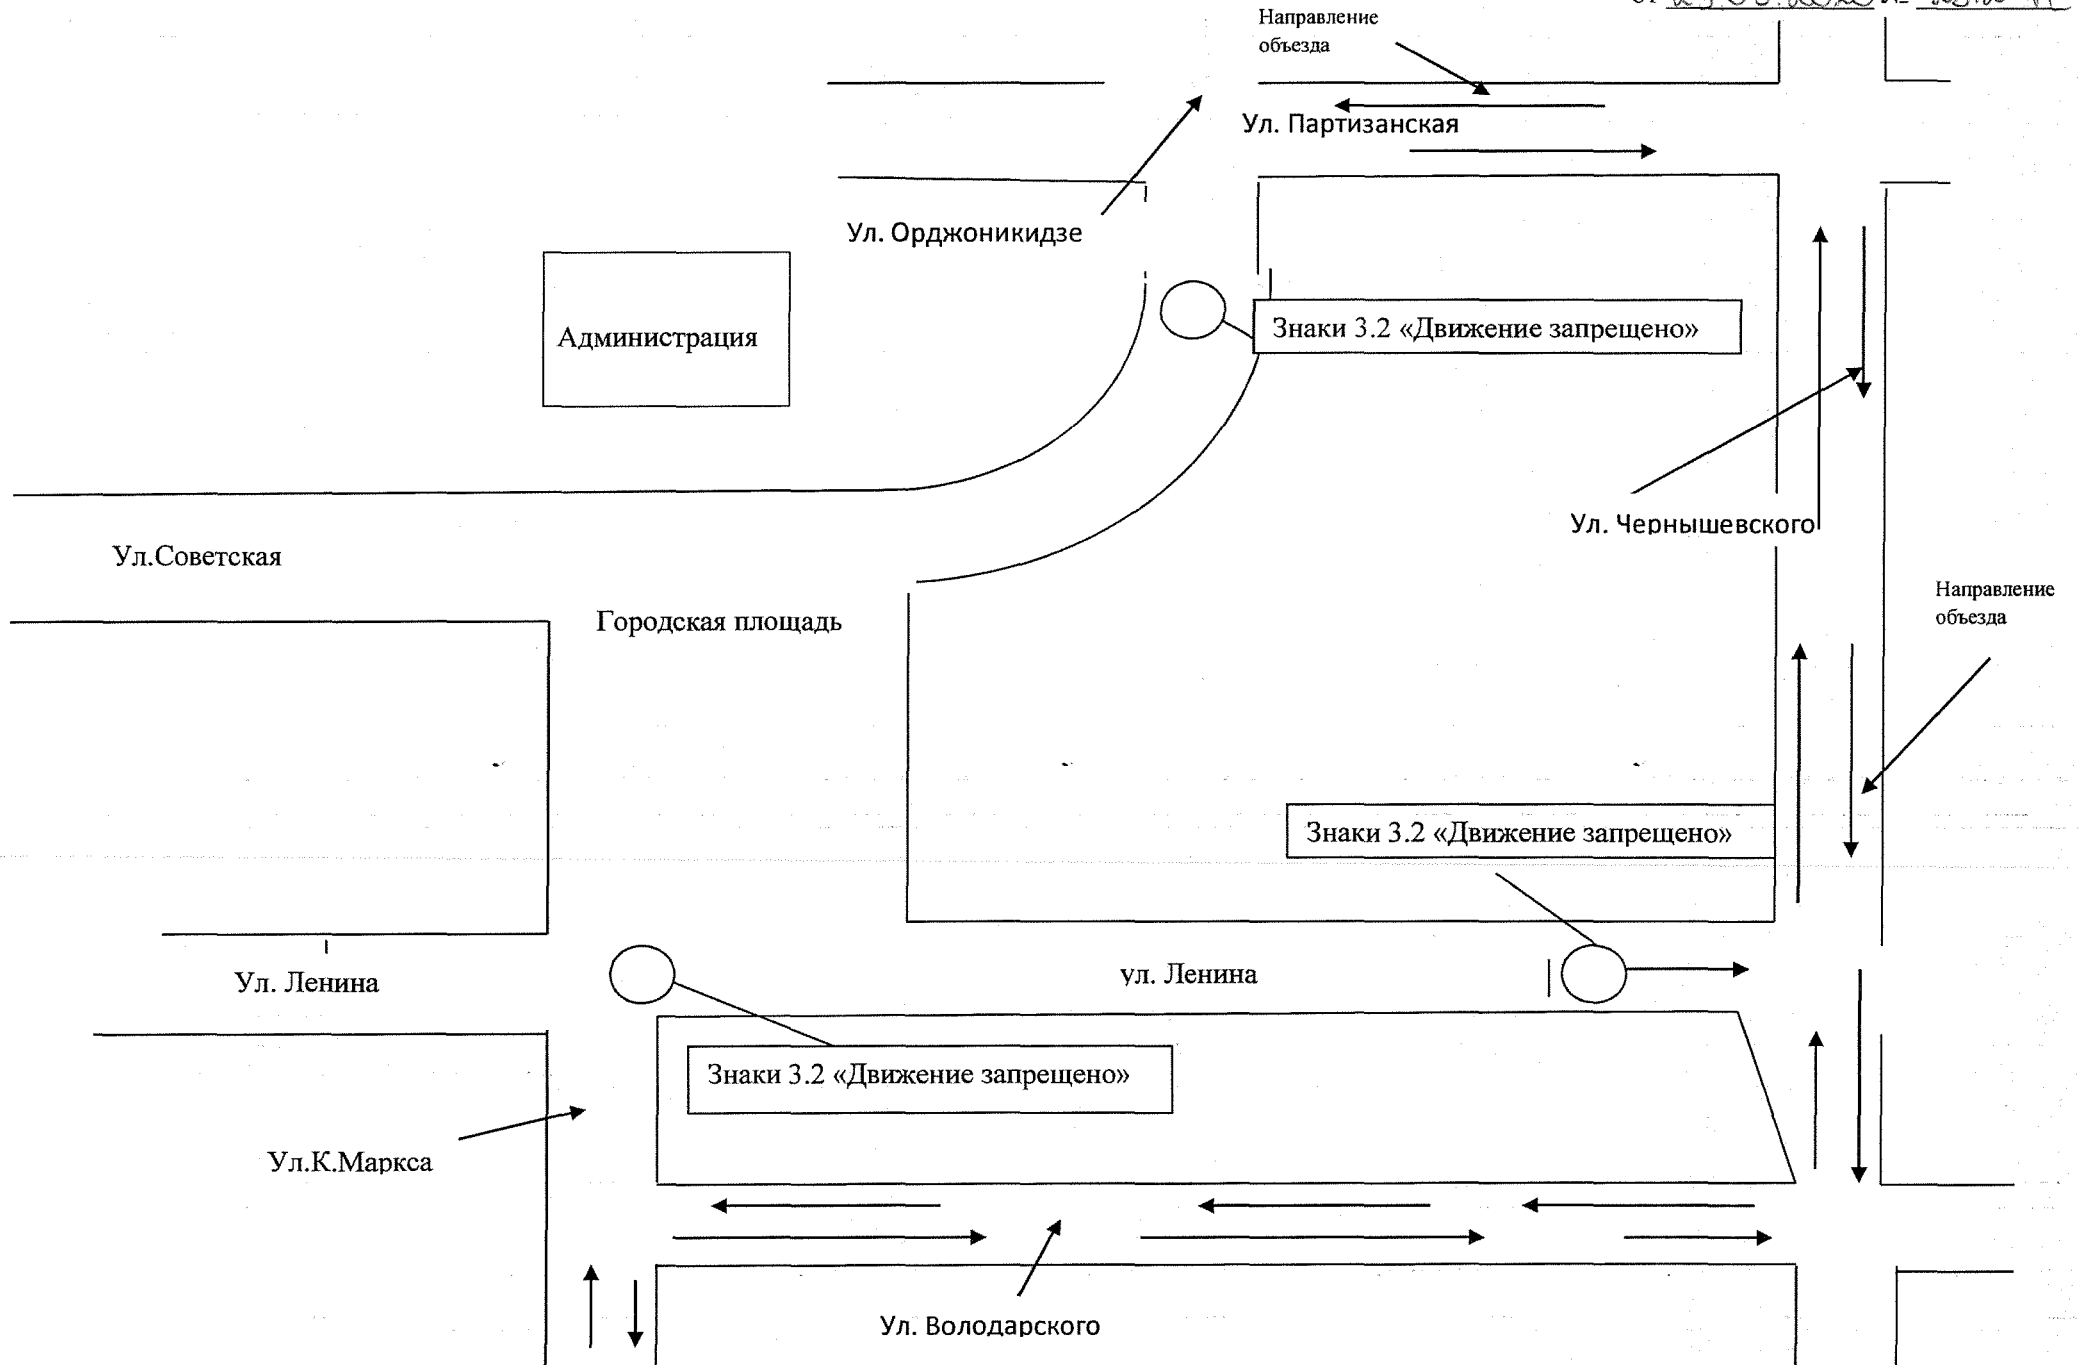 от
Направление
объезда
Ул. Партизанская
Ул. Орджоникидзе
Администрация
Знаки 3.2 «Движение запрещено»
Ул. Чернышевского
Ул.Советская
Направление
объезда
Городская площадь
Знаки 3.2 «Движение запрещено»
Ул. Ленина
ул. Ленина
Знаки 3.2 «Движение запрещено»
Ул.К.Маркса
Ул. Володарского